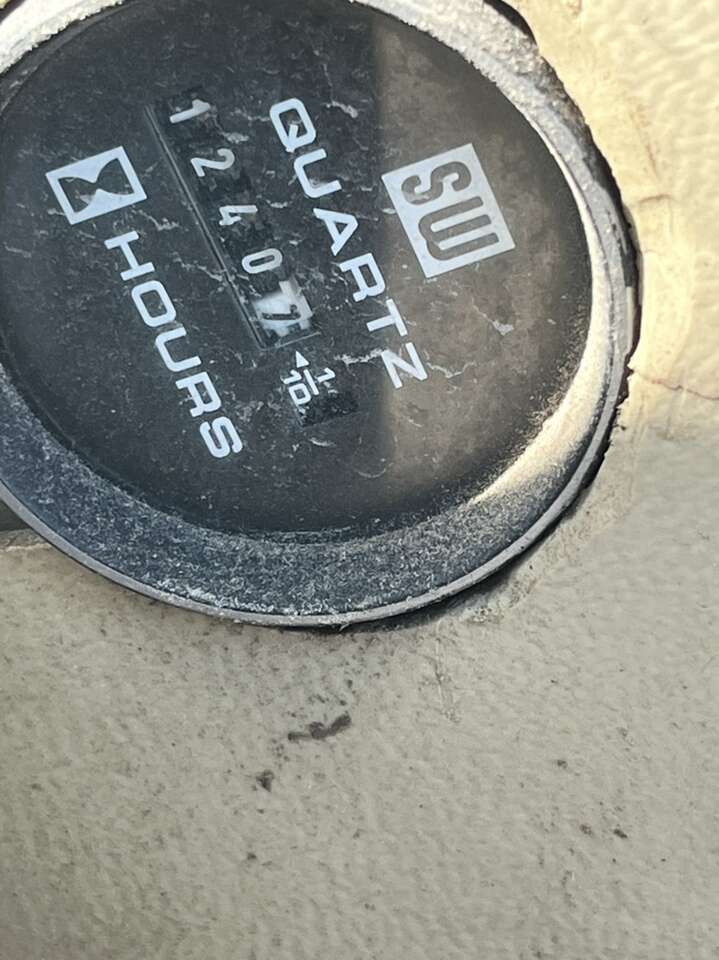 SW
QUARTZ
12407
1/10
HOURS